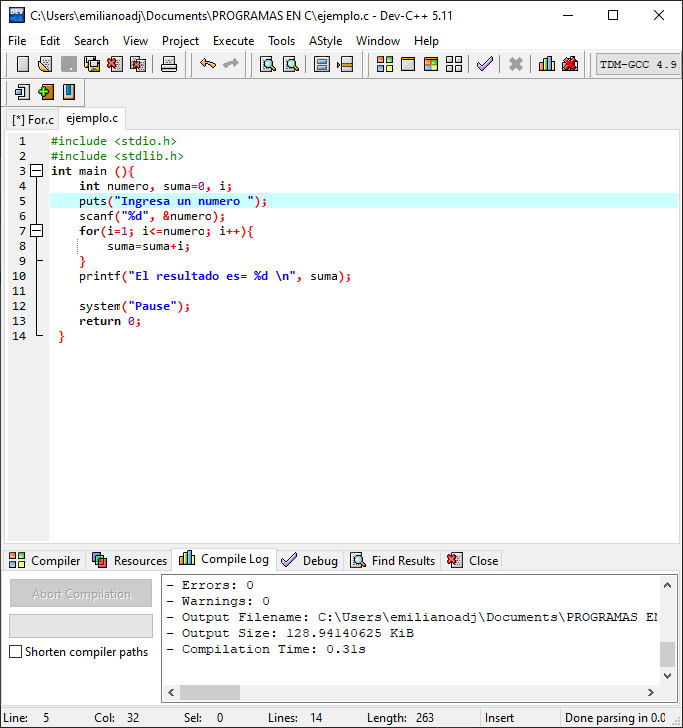 C:\Users\emilianoadj\Documents\PROGRAMAS EN C\ejemplo.c - Dev-C++ 5.11
File Edit Search View Project Execute Tools AStyle Window Help
TDM-GCC 4.9
[*] For.c ejemplo.c
1 #include <stdio.h>
2 #include <stdlib.h>
3 int main (){
4 int numero, suma=0, i;
5 puts("Ingresa un numero ");
6 scanf("%d", &numero);
7 for(i=1; i<=numero; i++){
8 suma=suma+i;
9 }
10 printf("El resultado es= %d \n", suma);
11
12 system("Pause");
13 return 0;
14 }
Compiler Resources Compile Log Debug Find Results Close
Abort Compilation
Shorten compiler paths
- Errors: 0
- Warnings: 0
- Output Filename: C:\Users\emilianoadj\Documents\PROGRAMAS EN
- Output Size: 128.94140625 KiB
- Compilation Time: 0.31s
Line: 5 Col: 32 Sel: 0 Lines: 14 Length: 263 Insert Done parsing in 0.0